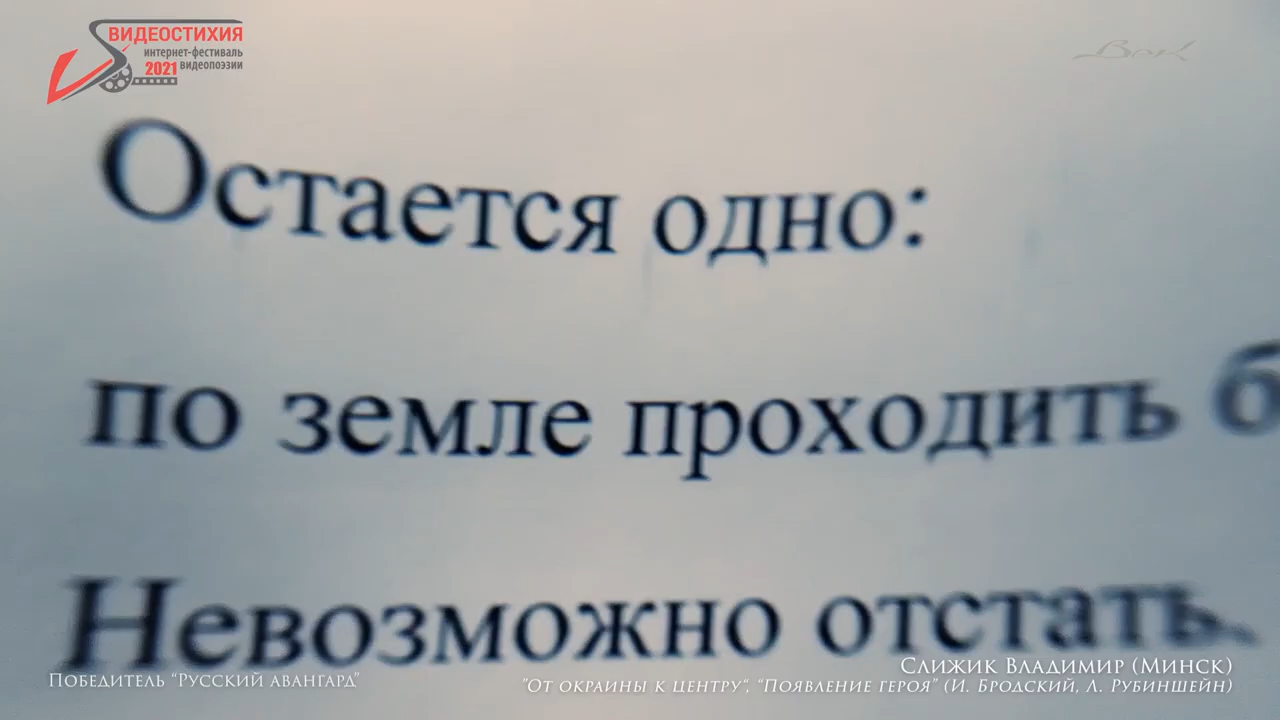 ВИДЕОСТИХИЯ
интернет-фестиваль
2021 видеопоэзии
Остается одно:
по земле проходить б
Невозможно отстать.
Победитель “Русский авангард”
Слижик Владимир (Минск)
"От окраины к центру“, “Появление героя” (И. Бродский, Л. Рубиншейн)